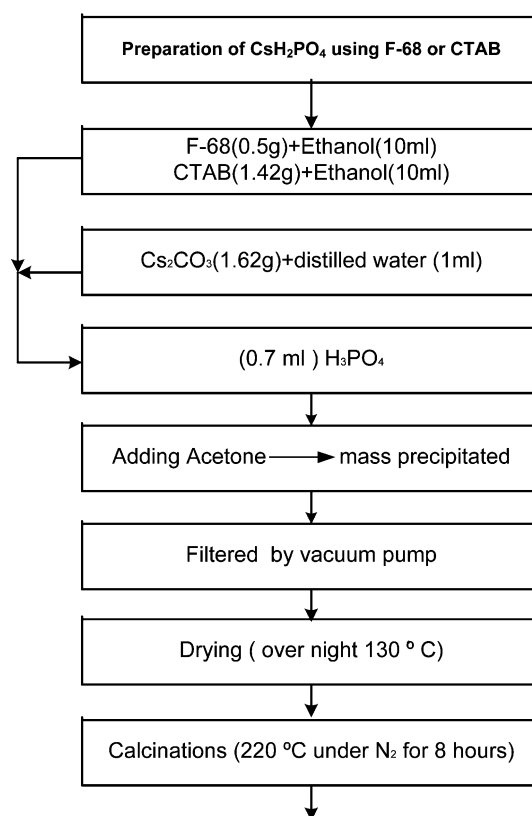 Preparation of CsH₂PO₄ using F-68 or CTAB
F-68(0.5g)+Ethanol(10ml)
CTAB(1.42g)+Ethanol(10ml)
Cs₂CO₃(1.62g)+distilled water (1ml)
(0.7 ml ) H₃PO₄
Adding Acetone → mass precipitated
Filtered by vacuum pump
Drying ( over night 130 º C)
Calcinations (220 ºC under N₂ for 8 hours)